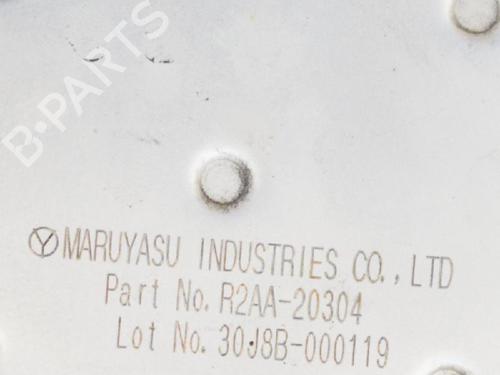 B-PARTS
Ⓨ MARUYASU INDUSTRIES CO., LTD
Part No. R2AA-20304
Lot No. 30J8B-000119